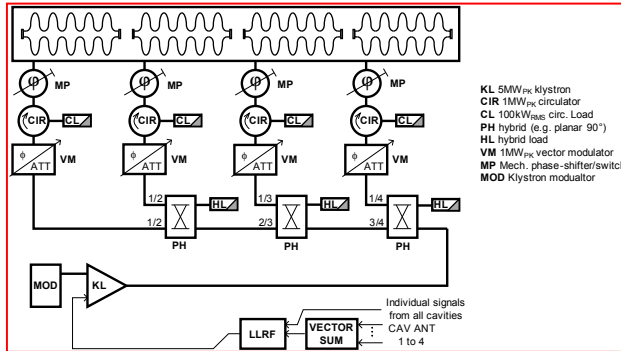 φ MP φ MP φ MP φ MP
CIR CL CIR CL CIR CL CIR CL
ϕ ATT VM ϕ ATT VM ϕ ATT VM ϕ ATT VM
1/2 HL 1/3 HL 1/4 HL
1/2 2/3 3/4
PH PH PH
KL 5MWPK klystron
CIR 1MWPK circulator
CL 100kWRMS circ. Load
PH hybrid (e.g. planar 90°)
HL hybrid load
VM 1MWPK vector modulator
MP Mech. phase-shifter/switch
MOD Klystron modualtor
MOD KL
Individual signals
from all cavities
CAV ANT
1 to 4
LLRF
VECTOR
SUM